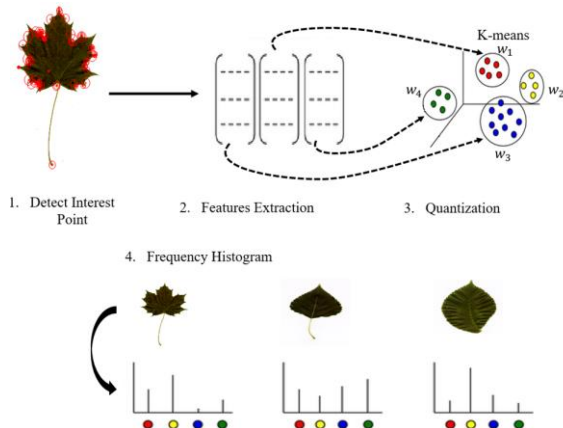 K-means
w₁
w₂
w₄
w₃
1. Detect Interest
Point
2. Features Extraction
3. Quantization
4. Frequency Histogram